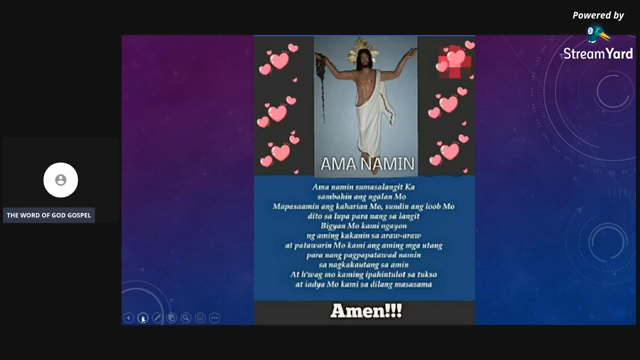 Powered by
StreamYard
AMA NAMIN
Ama namin sumasalangit Ka
sambahin ang ngalan Mo
Mapasaamin ang kaharian Mo, sundin ang loob Mo
dito sa lupa para nang sa langit
Bigyan Mo kami ngayon
ng aming kakanin sa araw-araw
at patawarin Mo kami ang aming mga utang
para nang pagpapatawad namin
sa nagkakautang sa amin
At h'wag mo kaming ipahintulot sa tukso
at iadya Mo kami sa dilang masasama
Amen!!!
THE WORD OF GOD GOSPEL